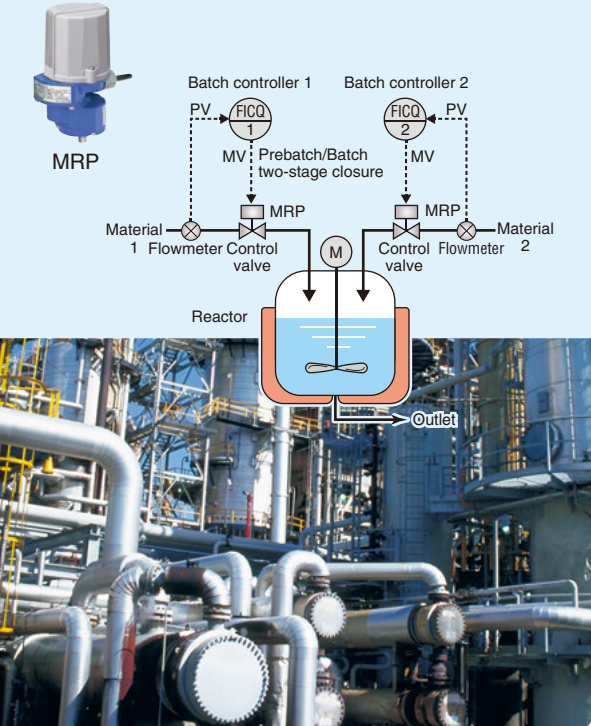 MRP
Batch controller 1
Batch controller 2
PV
FICQ
1
FICQ
2
PV
MV
Prebatch/Batch
two-stage closure
MV
MRP
MRP
Material
1
Flowmeter
Control
valve
M
Control
valve
Flowmeter
Material
2
Reactor
Outlet